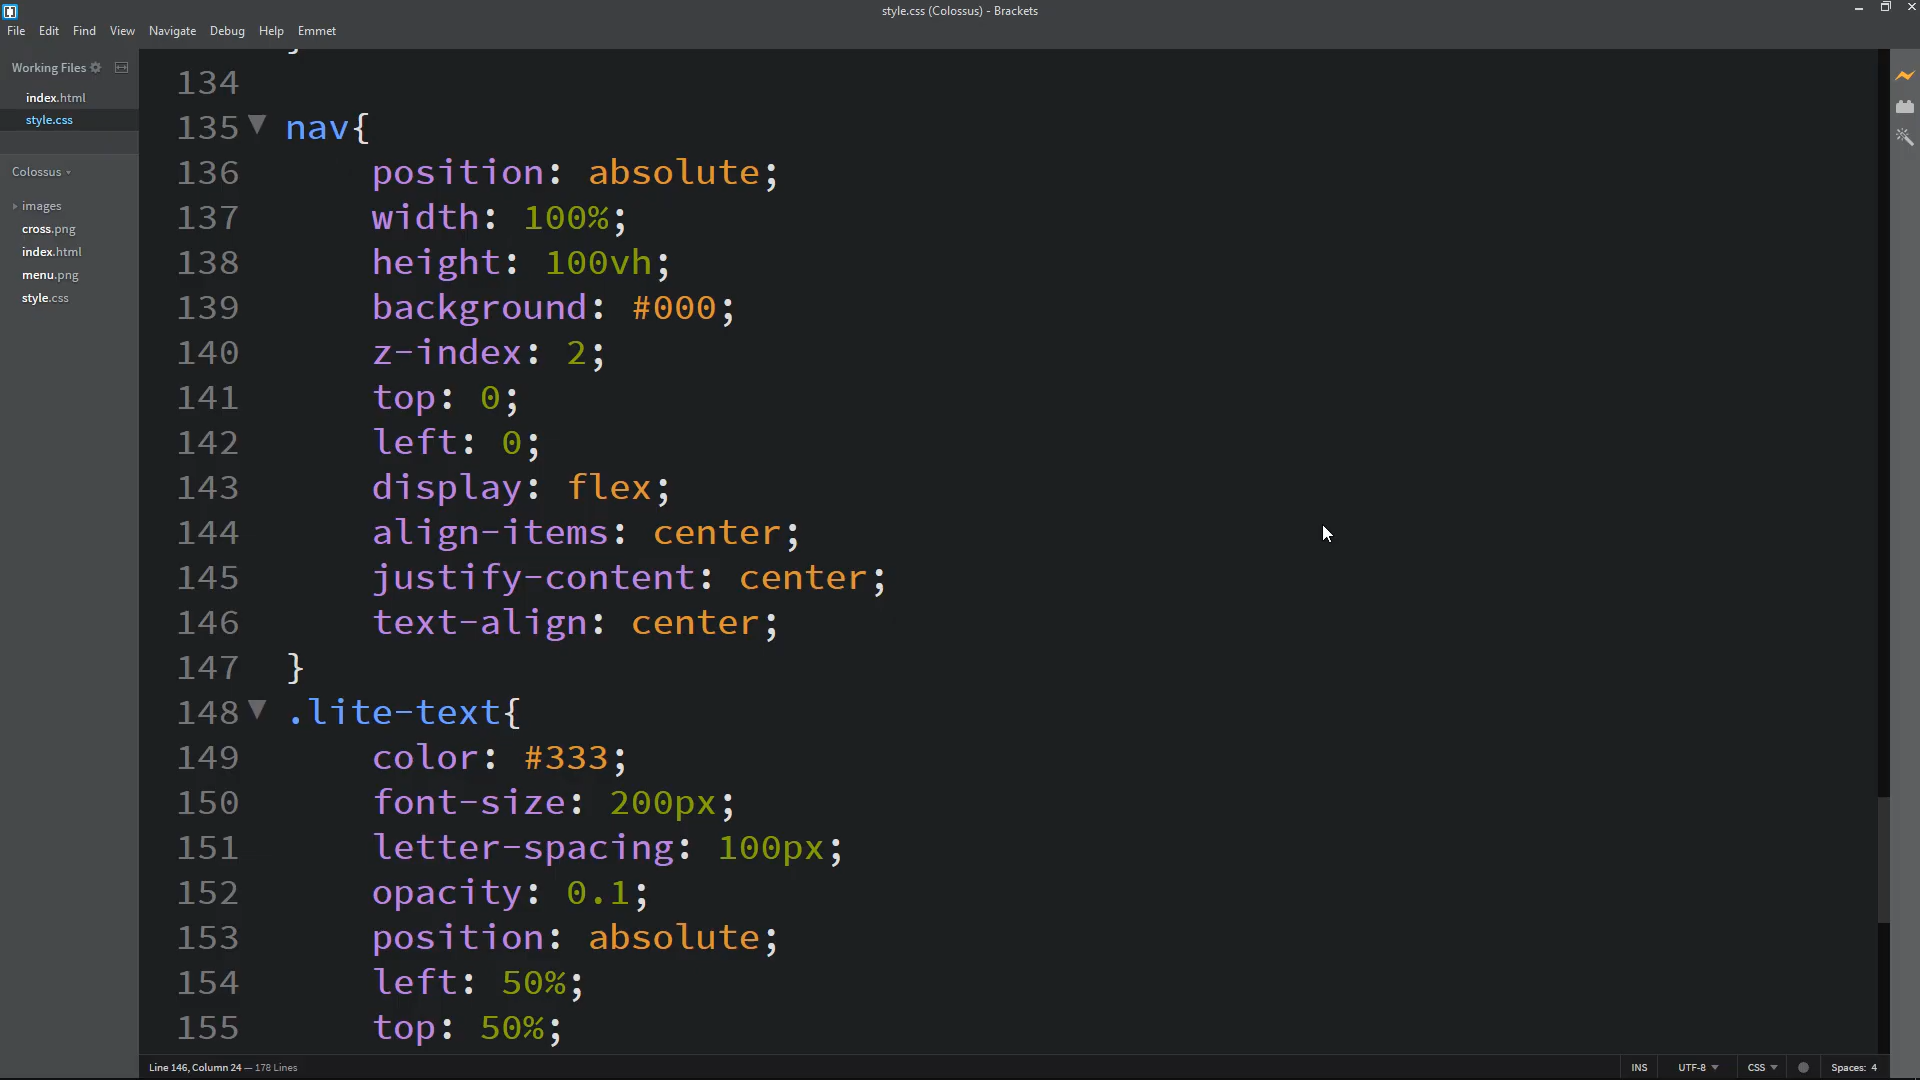 style.css (Colossus) - Brackets
File Edit Find View Navigate Debug Help Emmet
Working Files
index.html
style.css
Colossus
images
cross.png
index.html
menu.png
style.css
134
135 nav{
136 position: absolute;
137 width: 100%;
138 height: 100vh;
139 background: #000;
140 z-index: 2;
141 top: 0;
142 left: 0;
143 display: flex;
144 align-items: center;
145 justify-content: center;
146 text-align: center;
147 }
148 .lite-text{
149 color: #333;
150 font-size: 200px;
151 letter-spacing: 100px;
152 opacity: 0.1;
153 position: absolute;
154 left: 50%;
155 top: 50%;
Line 146, Column 24 — 178 Lines
INS UTF-8 CSS Spaces: 4